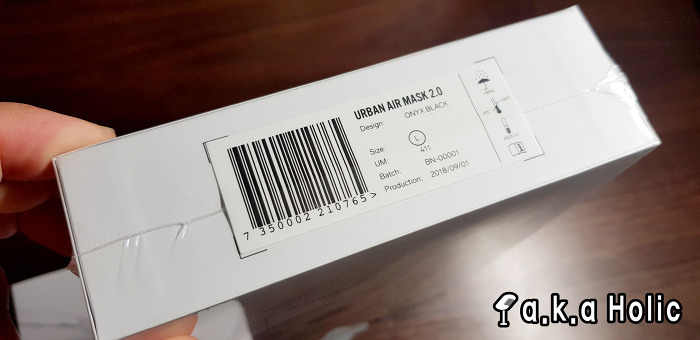 URBAN AIR MASK 2.0
Design: ONYX BLACK
Size: L
UM: 411
Batch: BN-00001
Production: 2018/09/01
7 350002 210765 >
a.k.a Holic